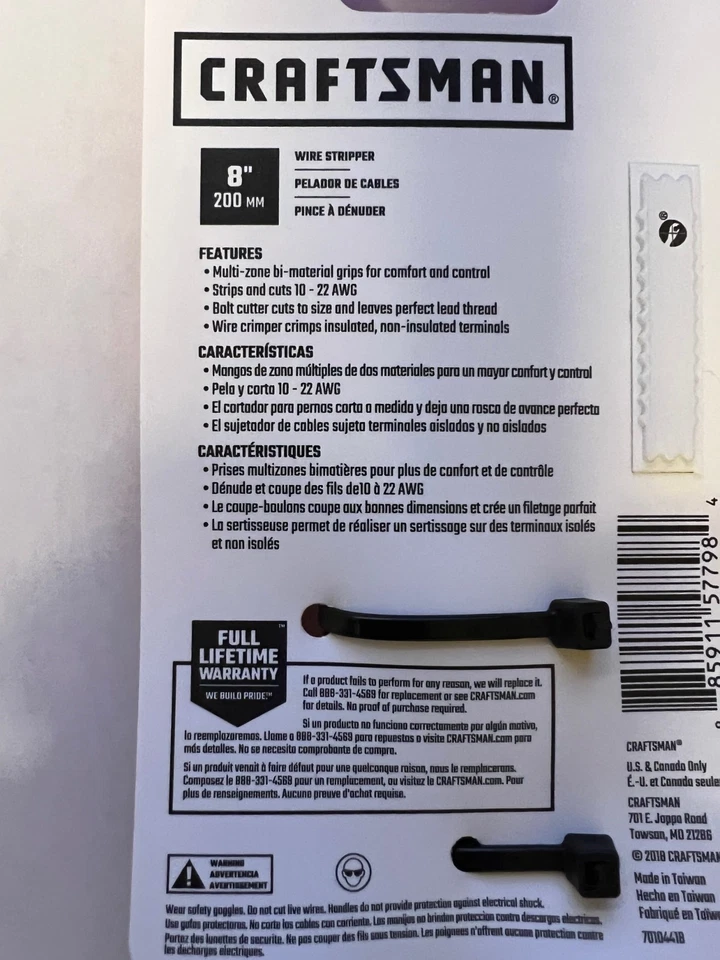 CRAFTSMAN®
8"
200 MM
WIRE STRIPPER
PELADOR DE CABLES
PINCE À DÉNUDER
FEATURES
• Multi-zone bi-material grips for comfort and control
• Strips and cuts 10 - 22 AWG
• Bolt cutter cuts to size and leaves perfect lead thread
• Wire crimper crimps insulated, non-insulated terminals
CARACTERÍSTICAS
• Mangos de zona múltiples de dos materiales para un mayor confort y control
• Pela y corta 10 - 22 AWG
• El cortador para pernos corta a medida y deja una rosca de avance perfecta
• El sujetador de cables sujeta terminales aislados y no aislados
CARACTÉRISTIQUES
• Prises multizones bimatières pour plus de confort et de contrôle
• Dénude et coupe des fils de10 à 22 AWG
• Le coupe-boulons coupe aux bonnes dimensions et crée un filetage parfait
• La sertisseuse permet de réaliser un sertissage sur des terminaux isolés
et non isolés
FULL
LIFETIME
WARRANTY
™
WE BUILD PRIDE™
If a product fails to perform for any reason, we will replace it.
Call 888-331-4569 for replacement or see CRAFTSMAN.com
for details. No proof of purchase required.
Si un producto no funciona correctamente por algún motivo,
lo reemplazaremos. Llame a 888-331-4569 para repuestos o visite CRAFTSMAN.com para
más detalles. No se necesita comprobante de compra.
Si un produit venait à faire défaut pour une quelconque raison, nous le remplacerons.
Composez le 888-331-4569 pour un remplacement, ou visitez le CRAFTSMAN.com. Pour
plus de renseignements. Aucune preuve d'achat requise.
WARNING
ADVERTENCIA
AVERTISSEMENT
Wear safety goggles. Do not cut live wires. Handles do not provide protection against electrical shock.
Use gafas protectoras. No corte los cables con corriente. Los manijas no brindan proteccion contra descargas electricas.
Portez des lunettes de securite. Ne pas couper des fils sous tension. Les poignees n'offrent aucune protection contre
les decharges electriques.
85911 57798 4
CRAFTSMAN®
U.S. & Canada Only
É.-U. et Canada seule
CRAFTSMAN
701 E. Joppa Road
Towson, MD 21286
© 2018 CRAFTSMAN
Made in Taiwan
Hecho en Taiwan
Fabriqué en Taïw
70104418